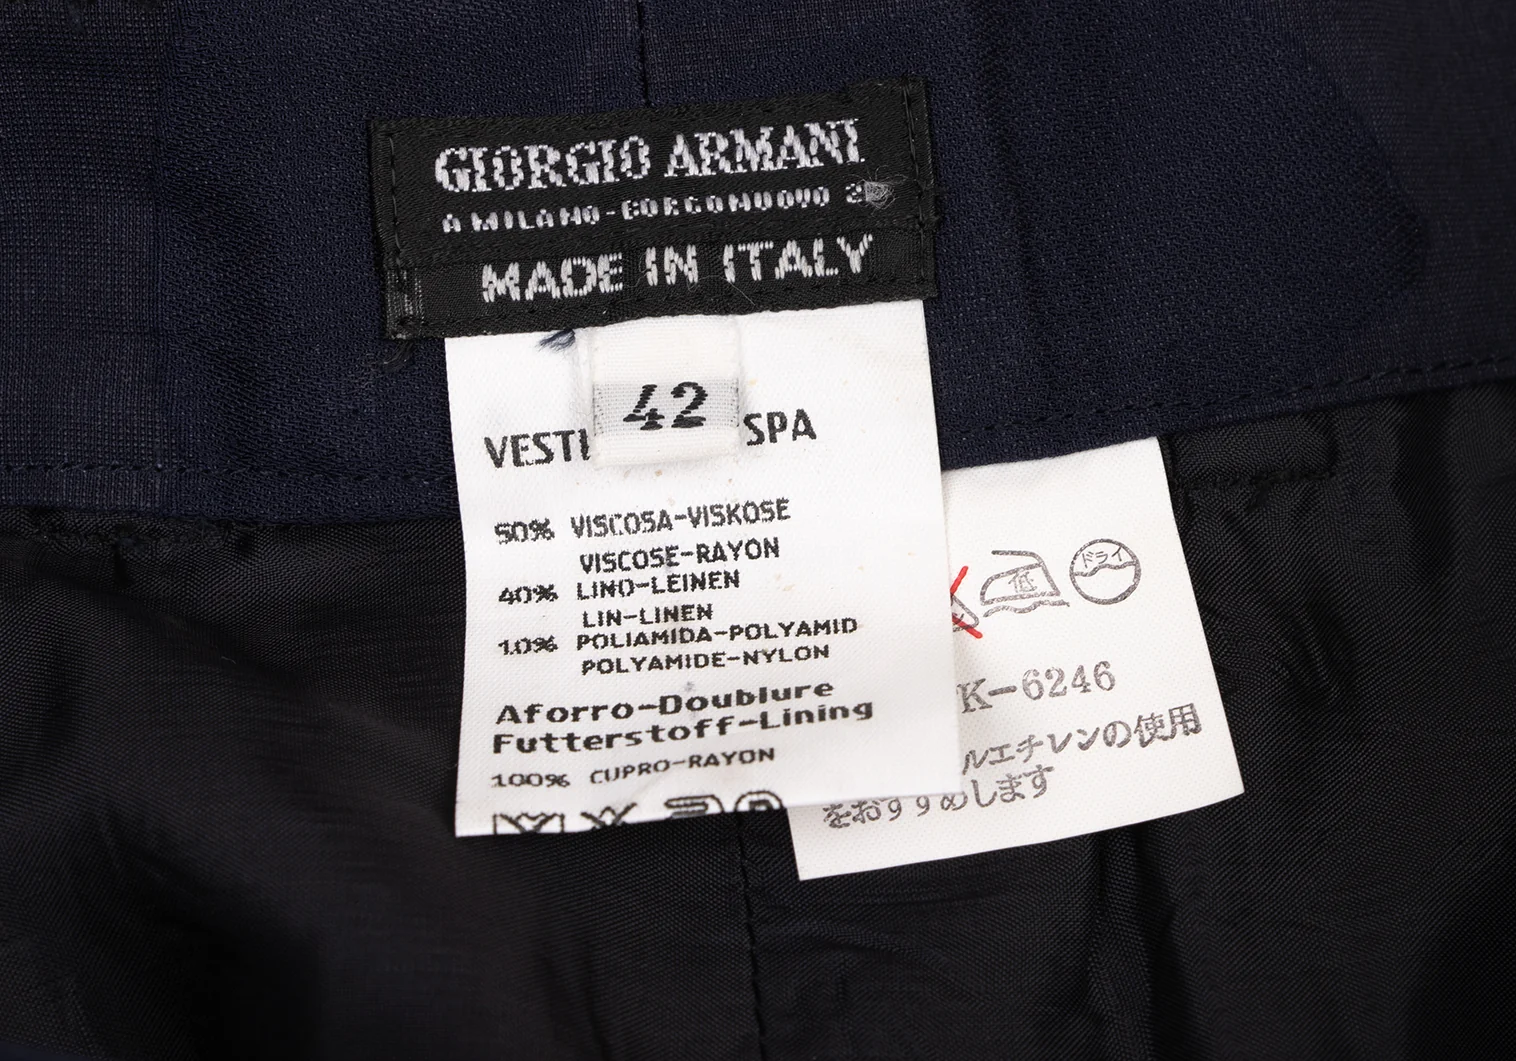 GIORGIO ARMANI
A MILANO-BORGONUOVO
MADE IN ITALY
42
VESTI SPA
50% VISCOSA-VISKOSE
VISCOSE-RAYON
40% LINO-LEINEN
LIN-LINEN
10% POLIAMIDA-POLYAMID
POLYAMIDE-NYLON
Aforro-Doublure
Futterstoff-Lining
100% CUPRO-RAYON
低 ドライ
K-6246
ルエチレンの使用
をおすすめします